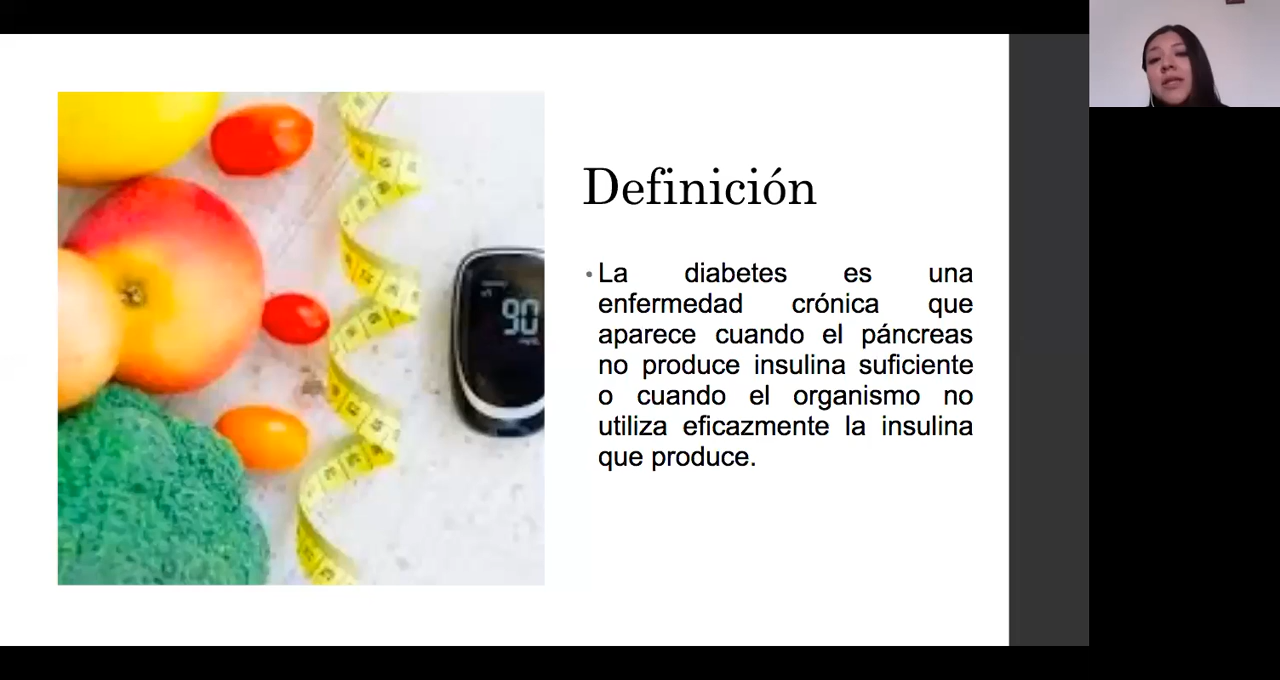 Definición
• La diabetes es una
enfermedad crónica que
aparece cuando el páncreas
no produce insulina suficiente
o cuando el organismo no
utiliza eficazmente la insulina
que produce.
90